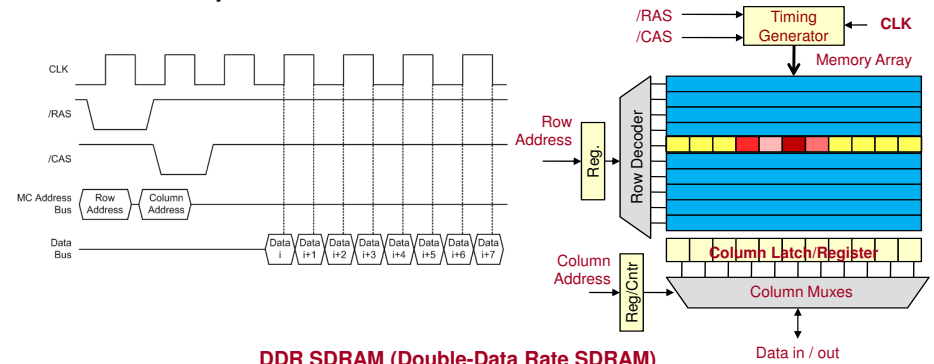 CLK
/RAS
/CAS
MC Address
Bus
Row
Address
Column
Address
Data
Bus
Data
i
Data
i+1
Data
i+2
Data
i+3
Data
i+4
Data
i+5
Data
i+6
Data
i+7
/RAS
/CAS
Timing
Generator
CLK
Memory Array
Row
Address
Reg.
Row Decoder
Column Latch/Register
Column
Address
Reg/Cntr
Column Muxes
Data in / out
DDR SDRAM (Double-Data Rate SDRAM)